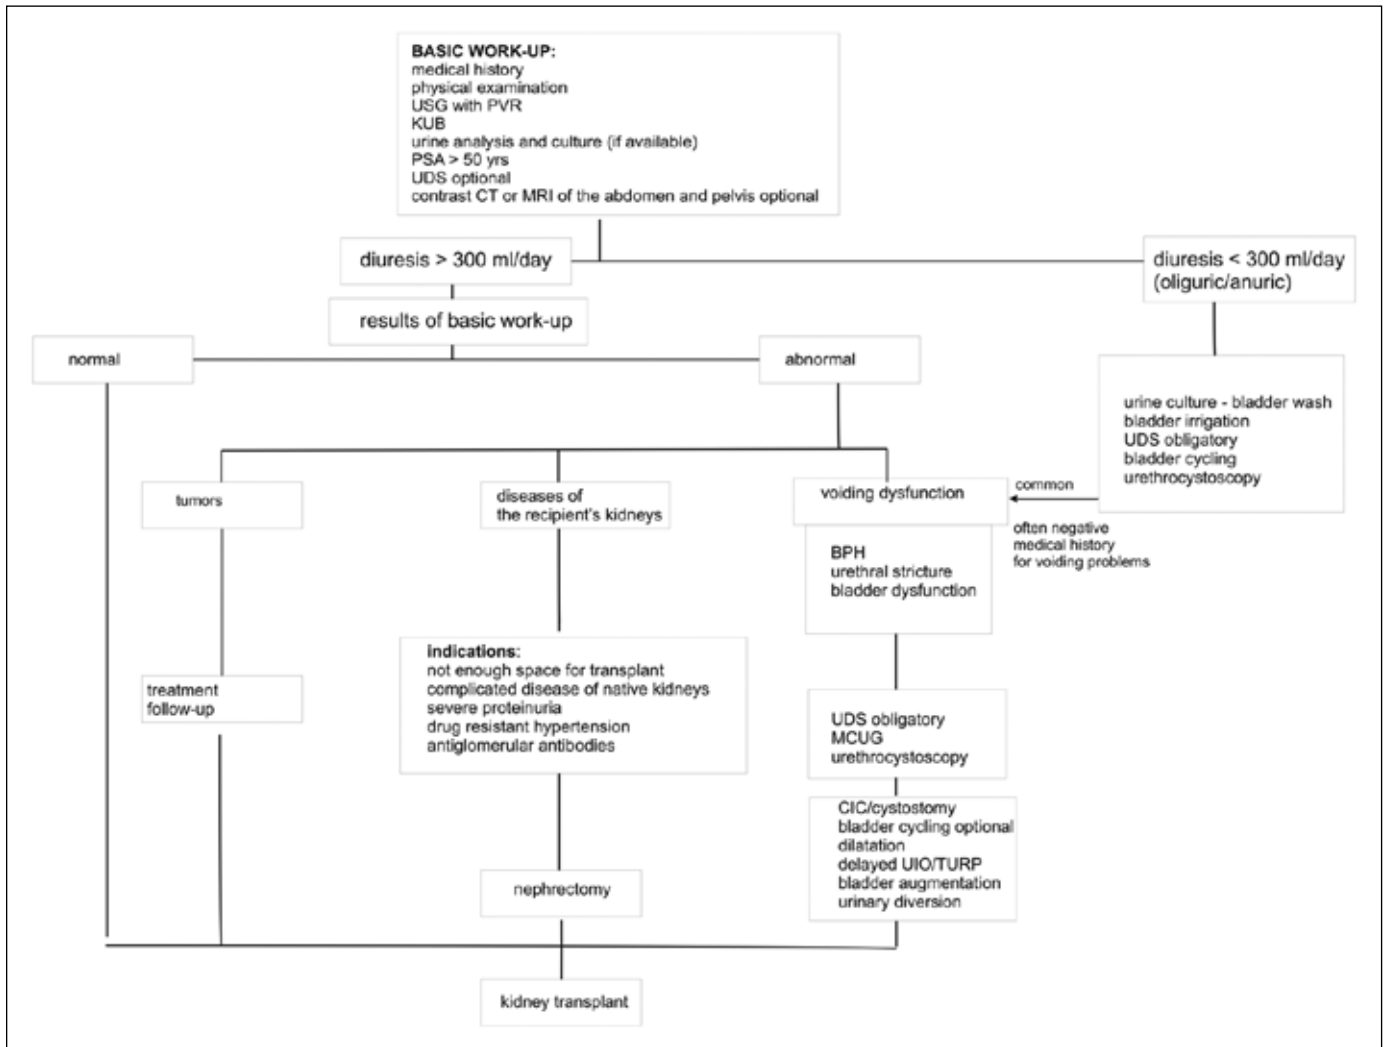 BASIC WORK-UP:
medical history
physical examination
USG with PVR
KUB
urine analysis and culture (if available)
PSA > 50 yrs
UDS optional
contrast CT or MRI of the abdomen and pelvis optional
diuresis > 300 ml/day
diuresis < 300 ml/day
(oliguric/anuric)
results of basic work-up
normal
abnormal
urine culture - bladder wash
bladder irrigation
UDS obligatory
bladder cycling
urethrocystoscopy
tumors
diseases of
the recipient's kidneys
voiding dysfunction
common
often negative
medical history
for voiding problems
BPH
urethral stricture
bladder dysfunction
indications:
not enough space for transplant
complicated disease of native kidneys
severe proteinuria
drug resistant hypertension
antiglomerular antibodies
treatment
follow-up
UDS obligatory
MCUG
urethrocystoscopy
CIC/cystostomy
bladder cycling optional
dilatation
delayed UIO/TURP
bladder augmentation
urinary diversion
nephrectomy
kidney transplant